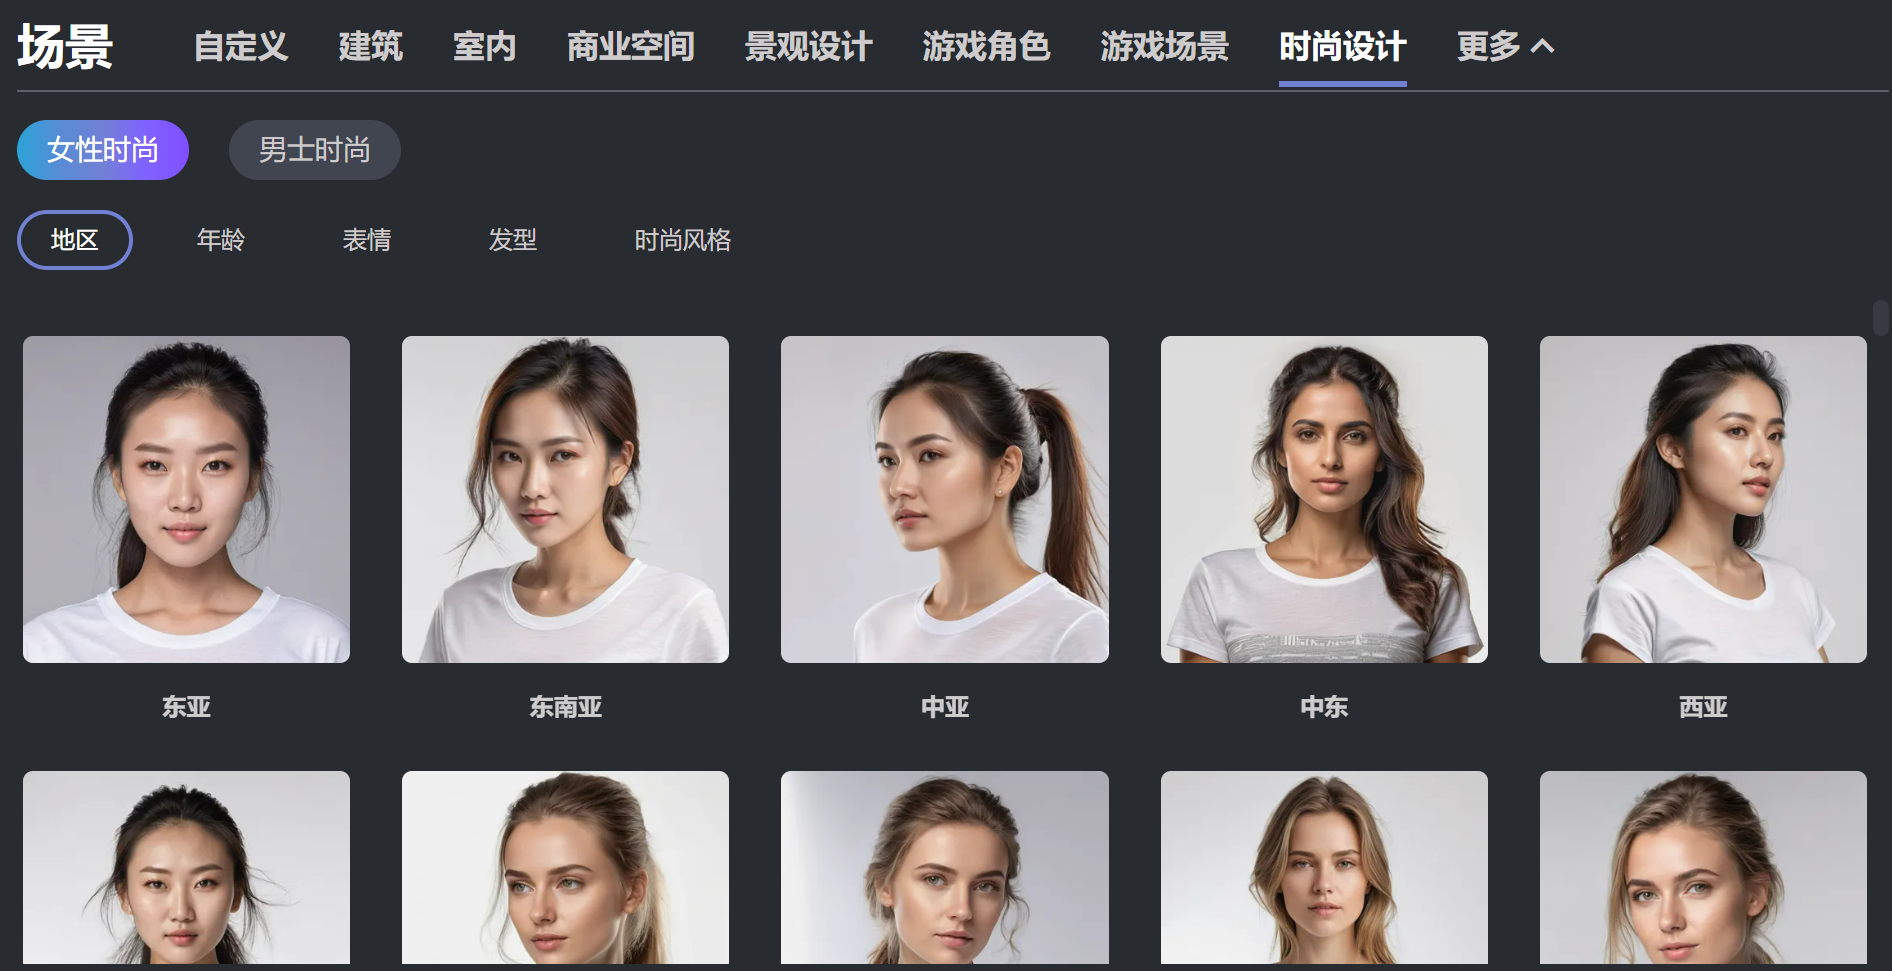 场景 自定义 建筑 室内 商业空间 景观设计 游戏角色 游戏场景 时尚设计 更多
女性时尚 男士时尚
地区 年龄 表情 发型 时尚风格
东亚 东南亚 中亚 中东 西亚